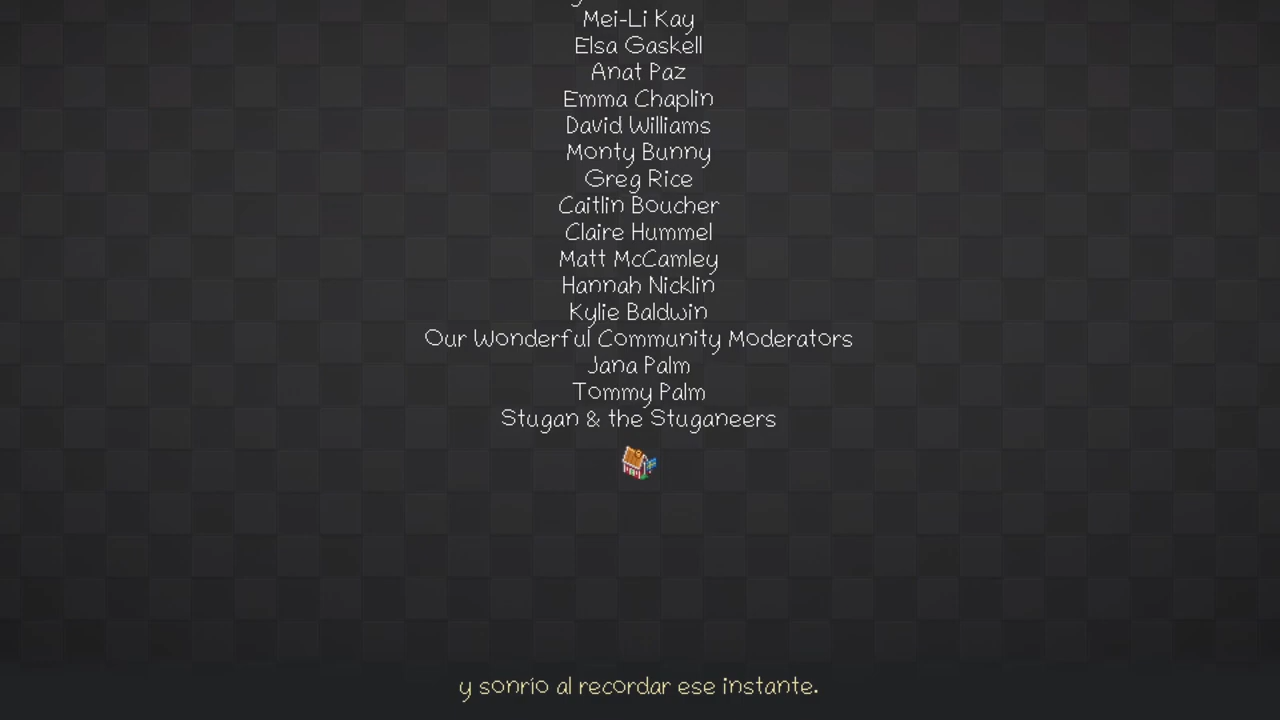 Mei-Li Kay
Elsa Gaskell
Anat Paz
Emma Chaplin
David Williams
Monty Bunny
Greg Rice
Caitlin Boucher
Claire Hummel
Matt McCamley
Hannah Nicklin
Kylie Baldwin
Our Wonderful Community Moderators
Jana Palm
Tommy Palm
Stugan & the Stuganeers
y sonrío al recordar ese instante.